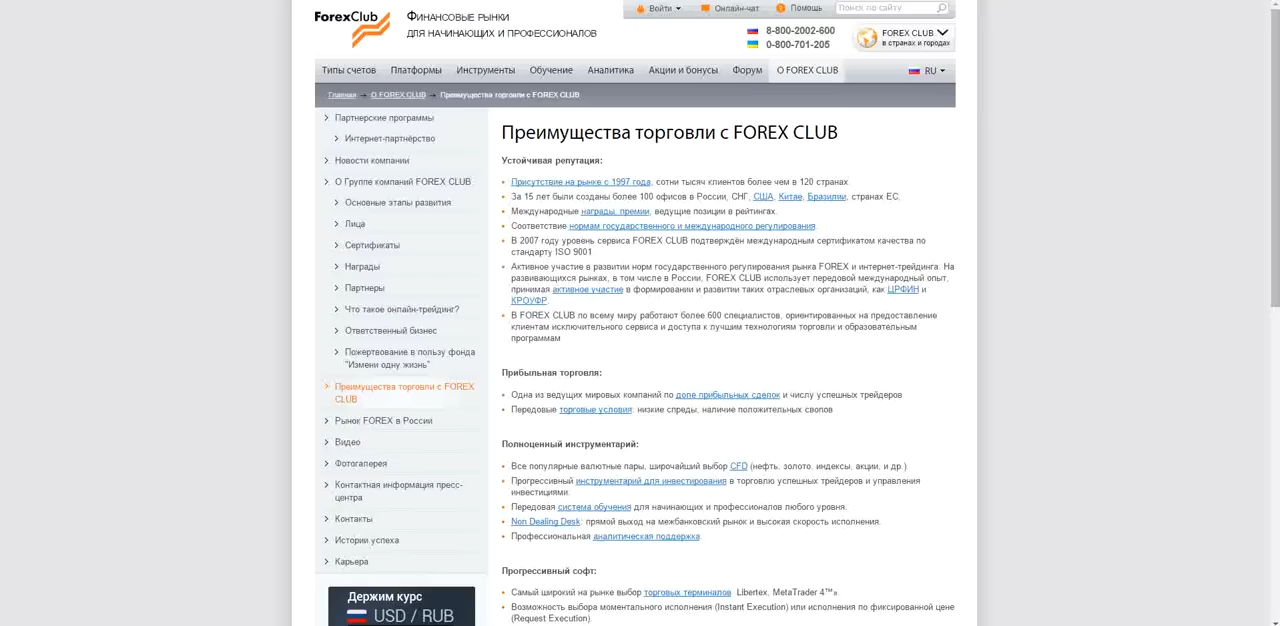 Войти
Онлайн-чат
Помощь
Поиск по сайту
ForexClub
Финансовые рынки
для начинающих и профессионалов
8-800-2002-600
0-800-701-205
FOREX CLUB
в странах и городах
Типы счетов Платформы Инструменты Обучение Аналитика Акции и бонусы Форум О FOREX CLUB RU
Главная → О FOREX CLUB → Преимущества торговли с FOREX CLUB
Партнерские программы
Интернет-партнёрство
Новости компании
О Группе компаний FOREX CLUB
Основные этапы развития
Лица
Сертификаты
Награды
Партнеры
Что такое онлайн-трейдинг?
Ответственный бизнес
Пожертвование в пользу фонда
"Измени одну жизнь"
Преимущества торговли с FOREX
CLUB
Рынок FOREX в России
Видео
Фотогалерея
Контактная информация пресс-
центра
Контакты
Истории успеха
Карьера
Держим курс
USD / RUB
Преимущества торговли с FOREX CLUB
Устойчивая репутация:
Присутствие на рынке с 1997 года, сотни тысяч клиентов более чем в 120 странах.
За 15 лет были созданы более 100 офисов в России, СНГ, США, Китае, Бразилии, странах ЕС.
Международные награды, премии, ведущие позиции в рейтингах.
Соответствие нормам государственного и международного регулирования.
В 2007 году уровень сервиса FOREX CLUB подтверждён международным сертификатом качества по
стандарту ISO 9001
Активное участие в развитии норм государственного регулирования рынка FOREX и интернет-трейдинга. На
развивающихся рынках, в том числе в России, FOREX CLUB использует передовой международный опыт,
принимая активное участие в формировании и развитии таких отраслевых организаций, как ЦРФИН и
КРОУФР.
В FOREX CLUB по всему миру работают более 600 специалистов, ориентированных на предоставление
клиентам исключительного сервиса и доступа к лучшим технологиям торговли и образовательным
программам
Прибыльная торговля:
Одна из ведущих мировых компаний по доле прибыльных сделок и числу успешных трейдеров
Передовые торговые условия: низкие спреды, наличие положительных свопов
Полноценный инструментарий:
Все популярные валютные пары, широчайший выбор CFD (нефть, золото, индексы, акции, и др.)
Прогрессивный инструментарий для инвестирования в торговлю успешных трейдеров и управления
инвестициями.
Передовая система обучения для начинающих и профессионалов любого уровня.
Non Dealing Desk: прямой выход на межбанковский рынок и высокая скорость исполнения.
Профессиональная аналитическая поддержка.
Прогрессивный софт:
Самый широкий на рынке выбор торговых терминалов Libertex, MetaTrader 4™».
Возможность выбора моментального исполнения (Instant Execution) или исполнения по фиксированной цене
(Request Execution).